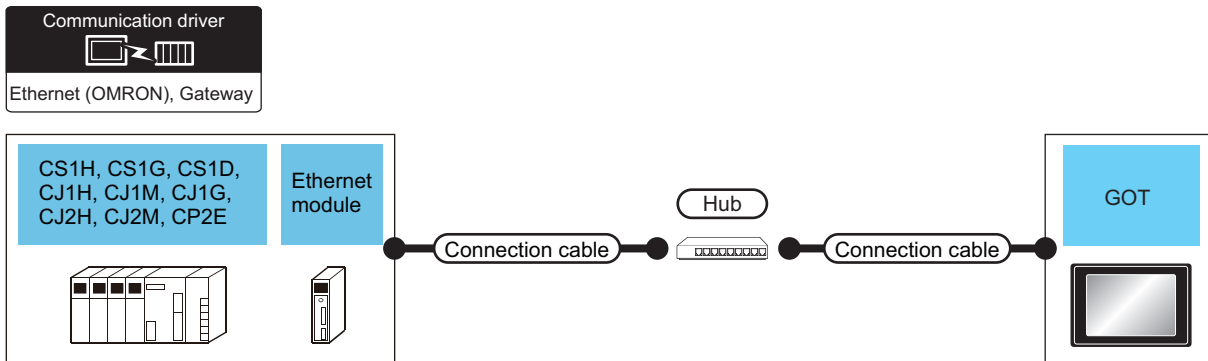 Communication driver
Ethernet (OMRON), Gateway
CS1H, CS1G, CS1D,
CJ1H, CJ1M, CJ1G,
CJ2H, CJ2M, CP2E
Ethernet
module
Connection cable
Hub
Connection cable
GOT